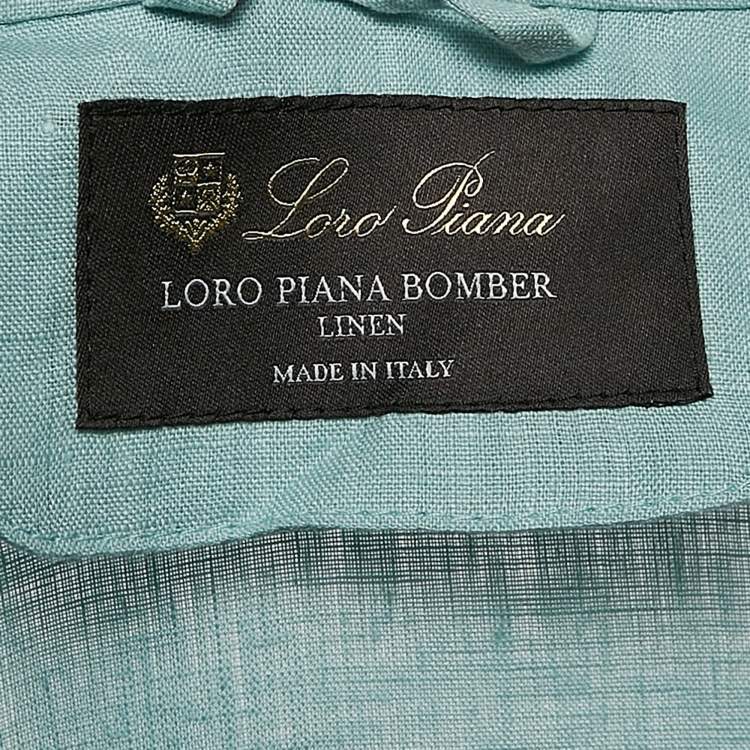 Loro Piana
LORO PIANA BOMBER
LINEN
MADE IN ITALY